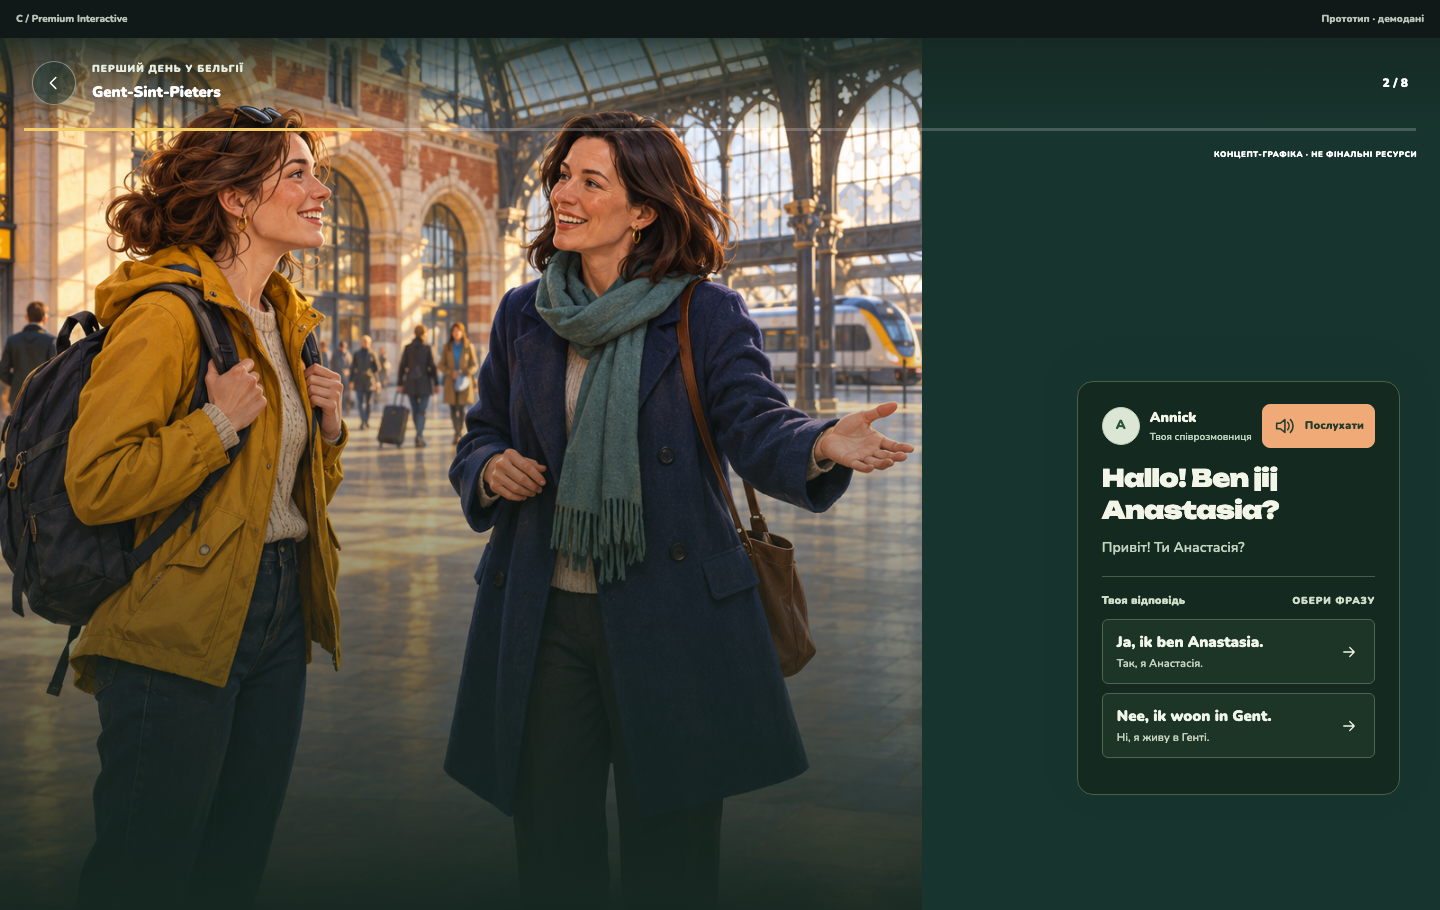 C / Premium Interactive
Прототип · демодані
ПЕРШИЙ ДЕНЬ У БЕЛЬГІЇ
Gent-Sint-Pieters
2 / 8
КОНЦЕПТ-ГРАФІКА · НЕ ФІНАЛЬНІ РЕСУРСИ
A
Annick
Твоя співрозмовниця
Послухати
Hallo! Ben jij
Anastasia?
Привіт! Ти Анастасія?
Твоя відповідь
ОБЕРИ ФРАЗУ
Ja, ik ben Anastasia.
Так, я Анастасія.
Nee, ik woon in Gent.
Ні, я живу в Генті.